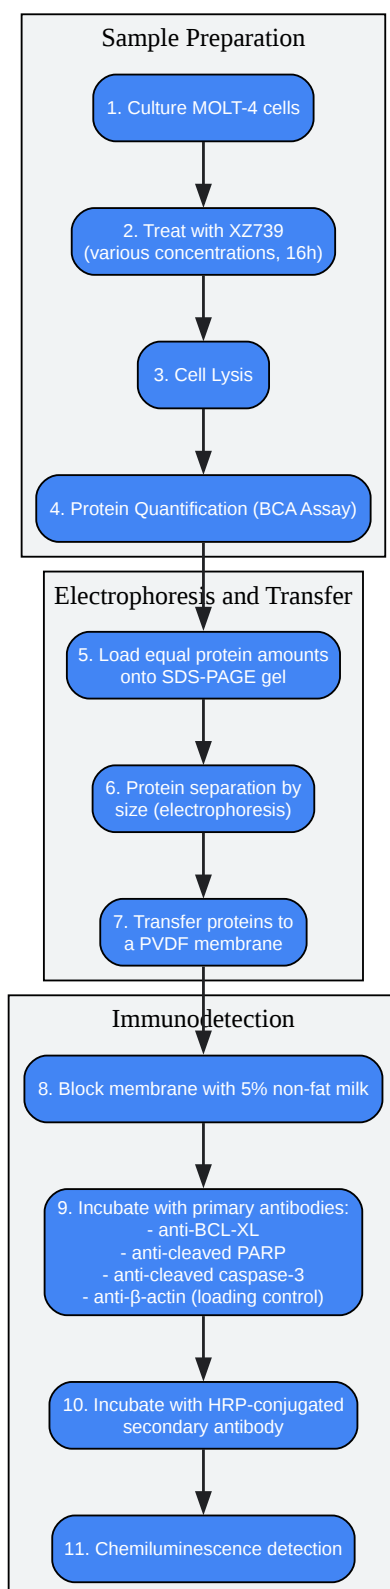 Sample Preparation
1. Culture MOLT-4 cells
2. Treat with XZ739
(various concentrations, 16h)
3. Cell Lysis
4. Protein Quantification (BCA Assay)
Electrophoresis and Transfer
5. Load equal protein amounts
onto SDS-PAGE gel
6. Protein separation by
size (electrophoresis)
7. Transfer proteins to
a PVDF membrane
Immunodetection
8. Block membrane with 5% non-fat milk
9. Incubate with primary antibodies:
- anti-BCL-XL
- anti-cleaved PARP
- anti-cleaved caspase-3
- anti-β-actin (loading control)
10. Incubate with HRP-conjugated
secondary antibody
11. Chemiluminescence detection